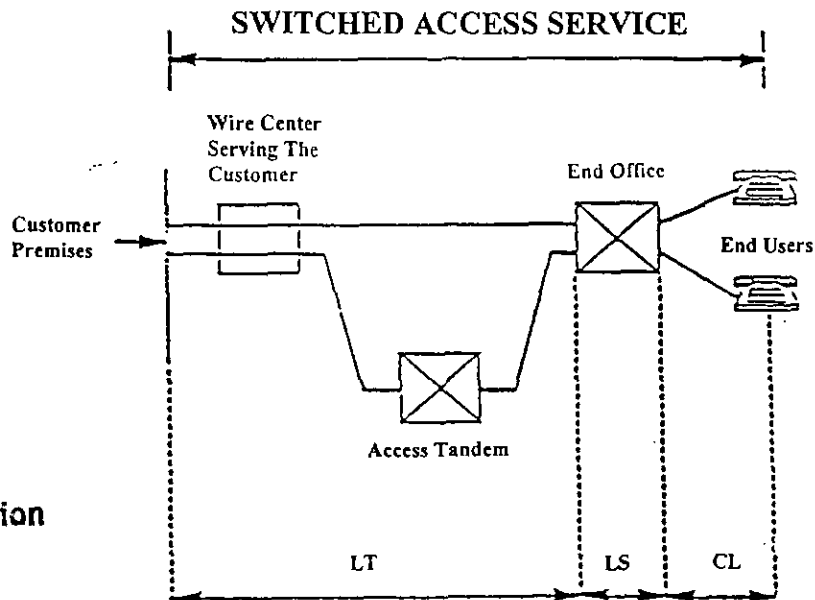 SWITCHED ACCESS SERVICE
Wire Center
Serving The
Customer
End Office
Customer
Premises
End Users
Access Tandem
ion
LT
LS
CL